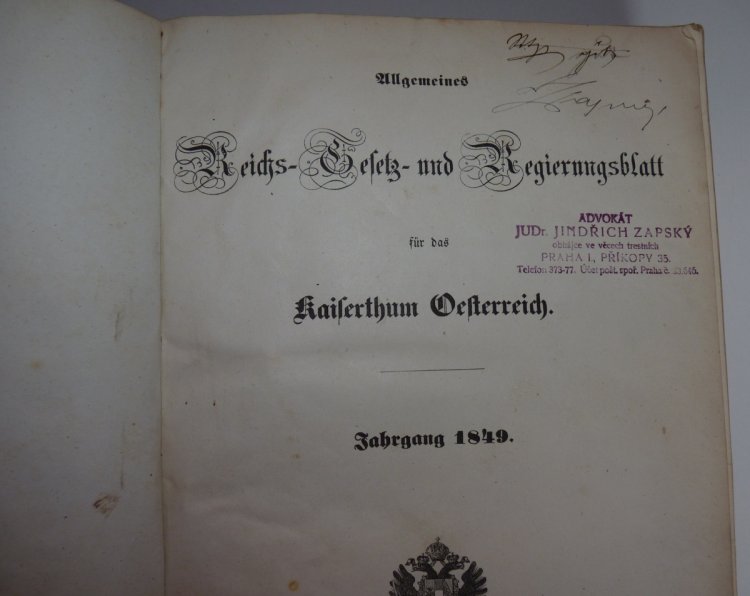 Allgemeines
Reichs- Gesetz- und Regierungsblatt
für das
Kaiserthum Oesterreich.
Jahrgang 1849.
ADVOKÁT
JUDr. JINDŘICH ZAPSKÝ
obhájce ve věcech trestních
PRAHA I., PŘÍKOPY 35.
Telefon 373-77. Účet pošt. spoř. Praha č.